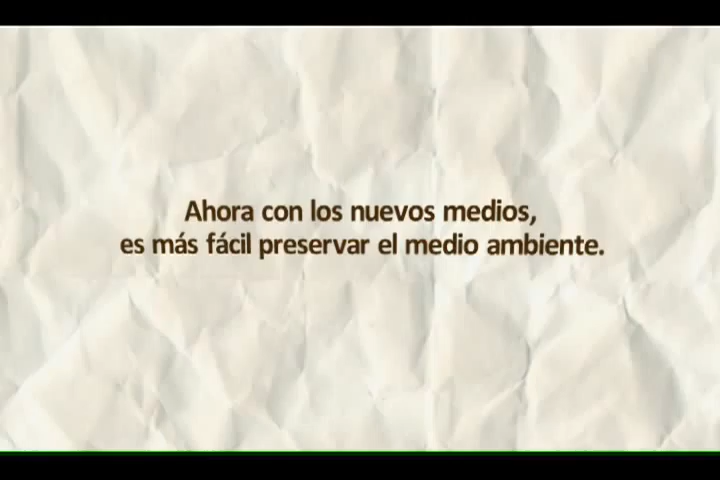 Ahora con los nuevos medios,
es más fácil preservar el medio ambiente.